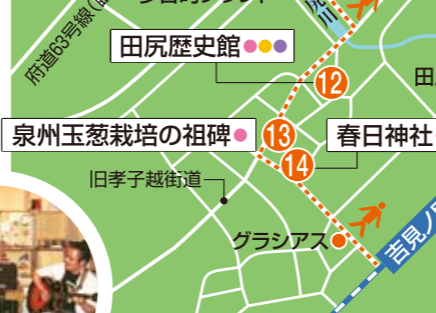 府道63号線
田尻歴史館
12
田
泉州玉葱栽培の祖碑
13
春日神社
14
旧孝子越街道
グラシアス
吉見ノ